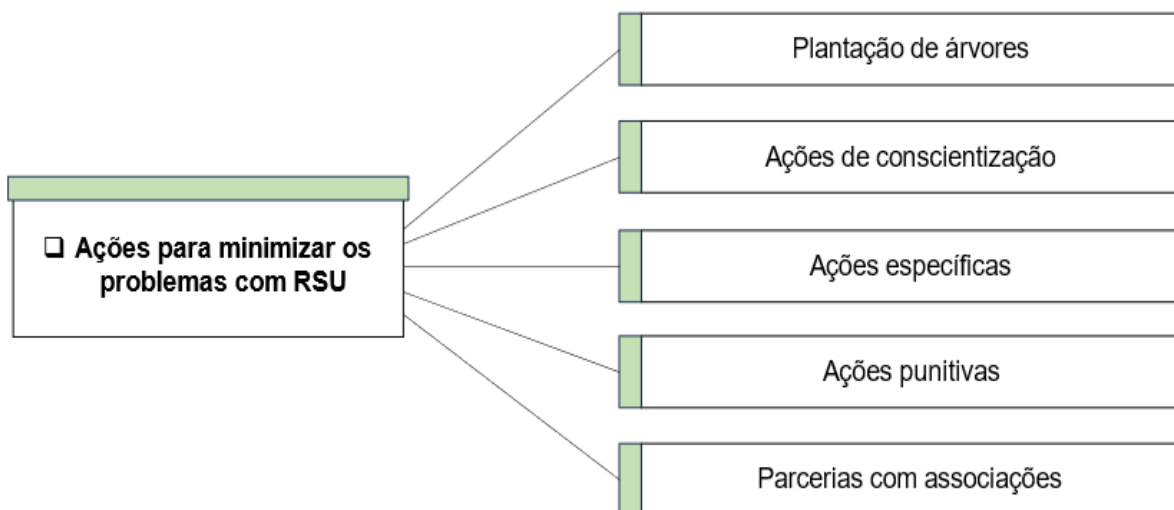 Plantação de árvores
Ações de conscientização
❑ Ações para minimizar os
problemas com RSU
Ações específicas
Ações punitivas
Parcerias com associações